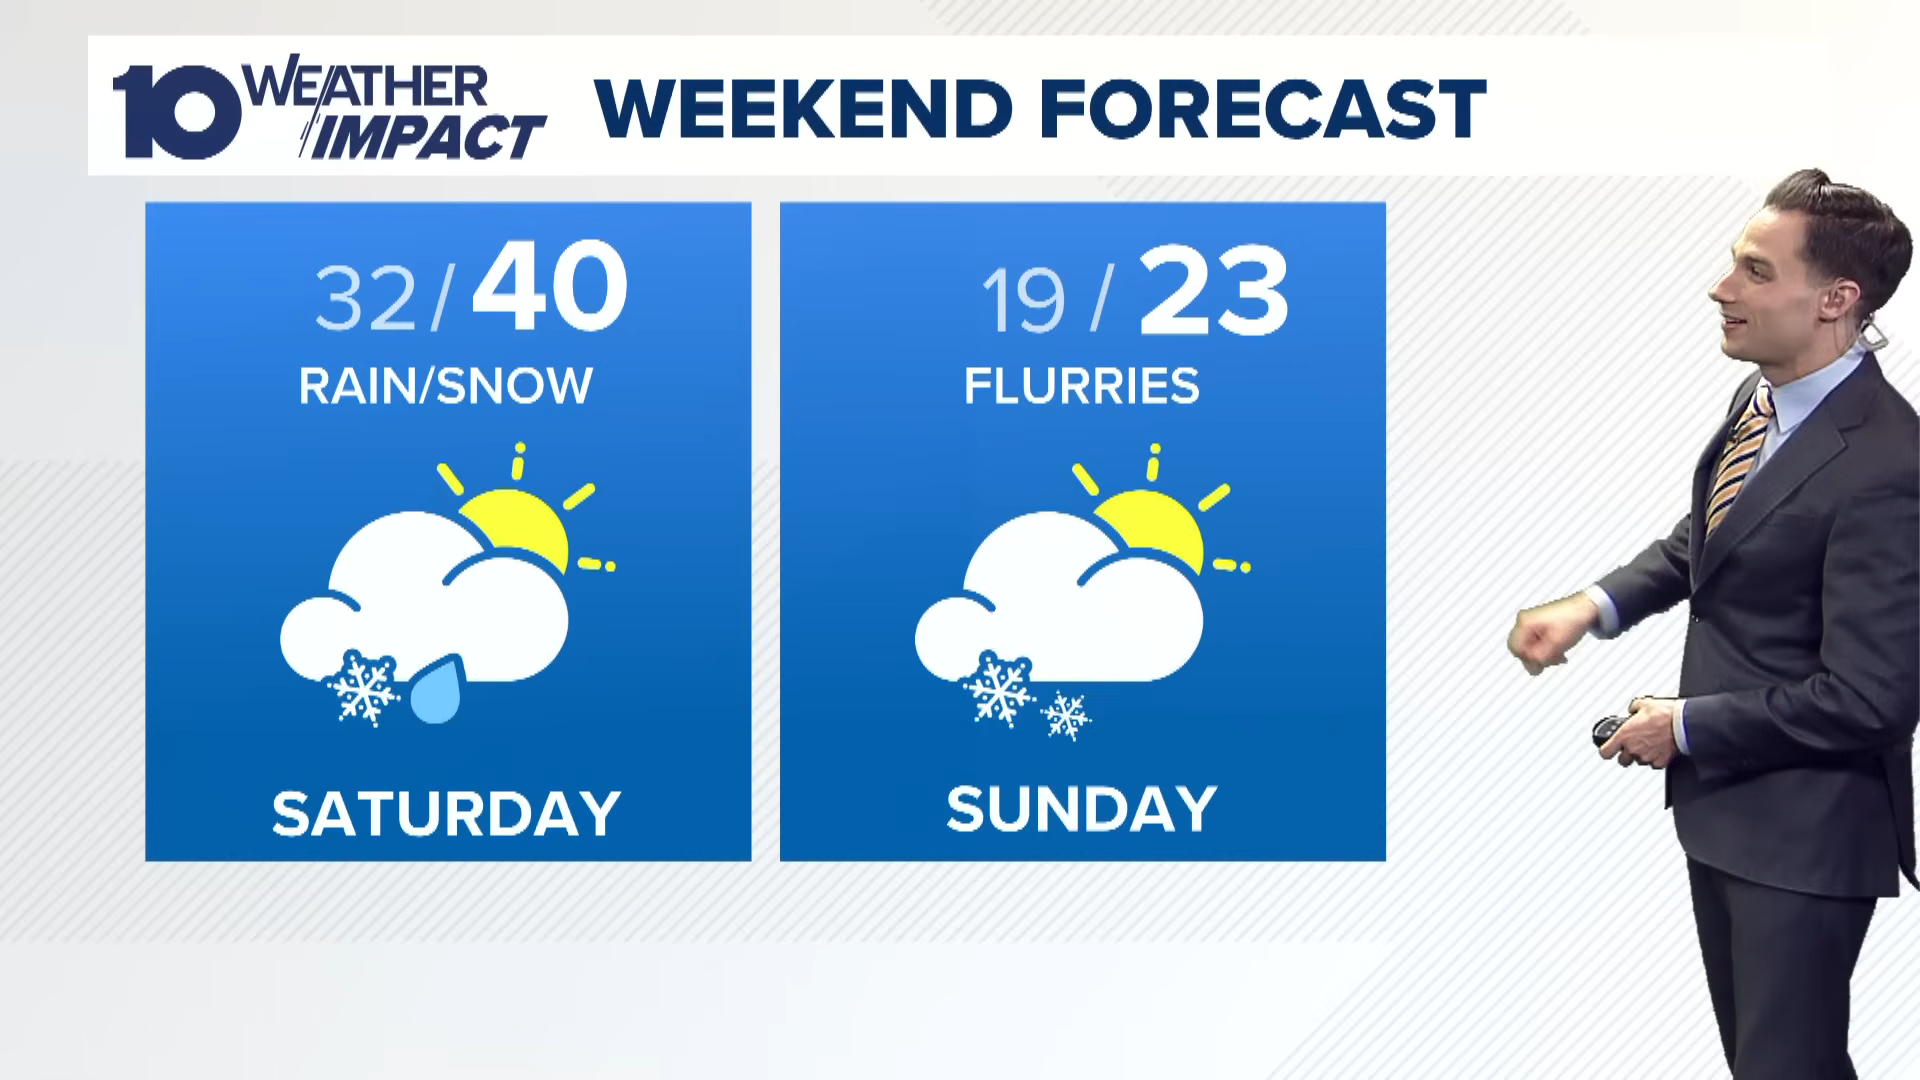 10 WEATHER IMPACT
WEEKEND FORECAST
32/40
RAIN/SNOW
SATURDAY
19/23
FLURRIES
SUNDAY